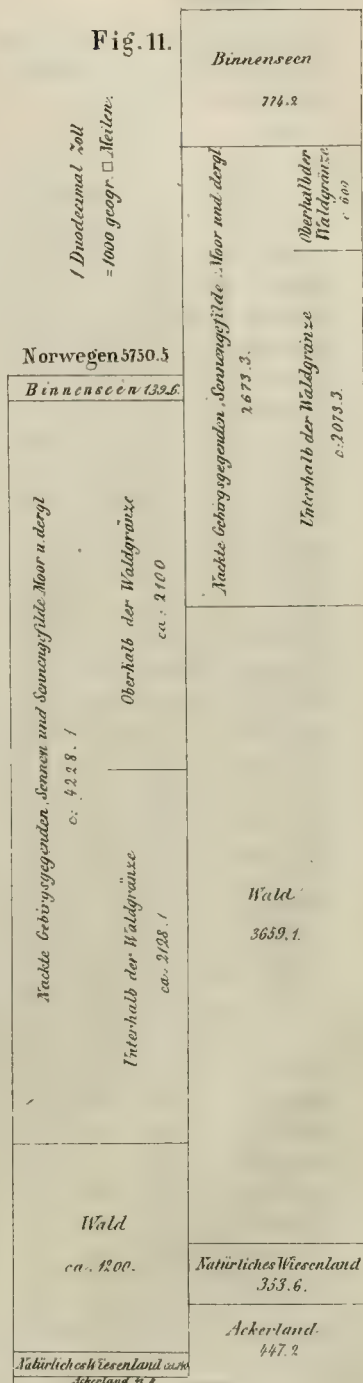 Fig. 11.
1 Duodecimal Zoll
= 1000 geogr. □ Meilen.
Norwegen 5750.5
Binnenseen 139.6.
Nackte Gebirgsgegenden, Sennen und Sennengefilde Moor u. dergl
c: 4228.1
Oberhalb der Waldgränze
ca: 2100
Unterhalb der Waldgränze
ca. 2128.1
Wald
ca. 1200.
Natürliches Wiesenland
Ackerland
Binnenseen
774.2
Nackte Gebirgsgegenden, Sennengefilde, Moor und dergl.
2673.3.
Oberhalb der
Waldgränze
c 600
Unterhalb der Waldgränze
c: 2073.3.
Wald
3659.1.
Natürliches Wiesenland
353.6.
Ackerland.
447.2